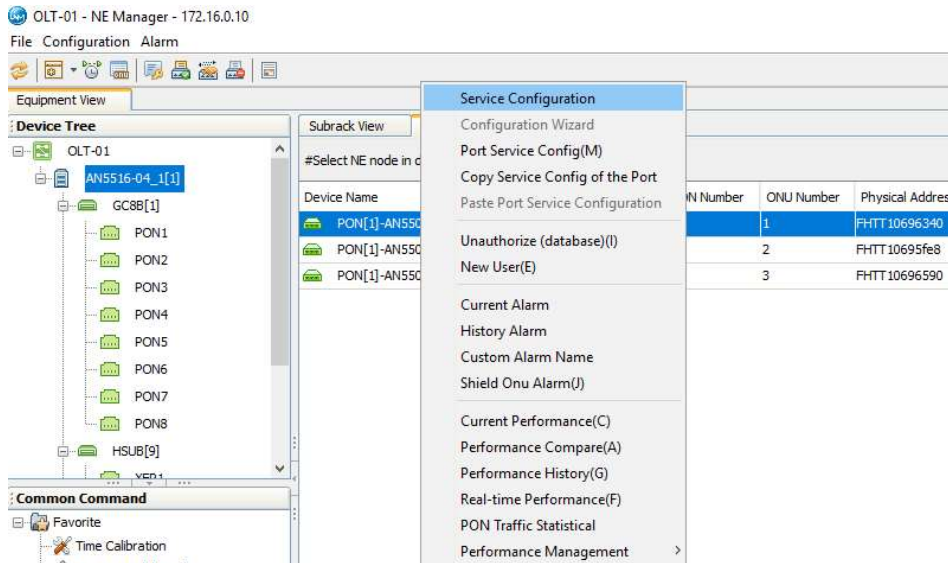 OLT-01 - NE Manager - 172.16.0.10
File Configuration Alarm
Equipment View
Device Tree
OLT-01
AN5516-04_1[1]
GC8B[1]
PON1
PON2
PON3
PON4
PON5
PON6
PON7
PON8
HSUB[9]
Common Command
Favorite
Time Calibration
Subrack View
#Select NE node in
Device Name
N Number ONU Number Physical Addres
PON[1]-AN550 1 FHTT10696340
PON[1]-AN550 2 FHTT10695fe8
PON[1]-AN550 3 FHTT10696590
Service Configuration
Configuration Wizard
Port Service Config(M)
Copy Service Config of the Port
Paste Port Service Configuration
Unauthorize (database)(I)
New User(E)
Current Alarm
History Alarm
Custom Alarm Name
Shield Onu Alarm(J)
Current Performance(C)
Performance Compare(A)
Performance History(G)
Real-time Performance(F)
PON Traffic Statistical
Performance Management